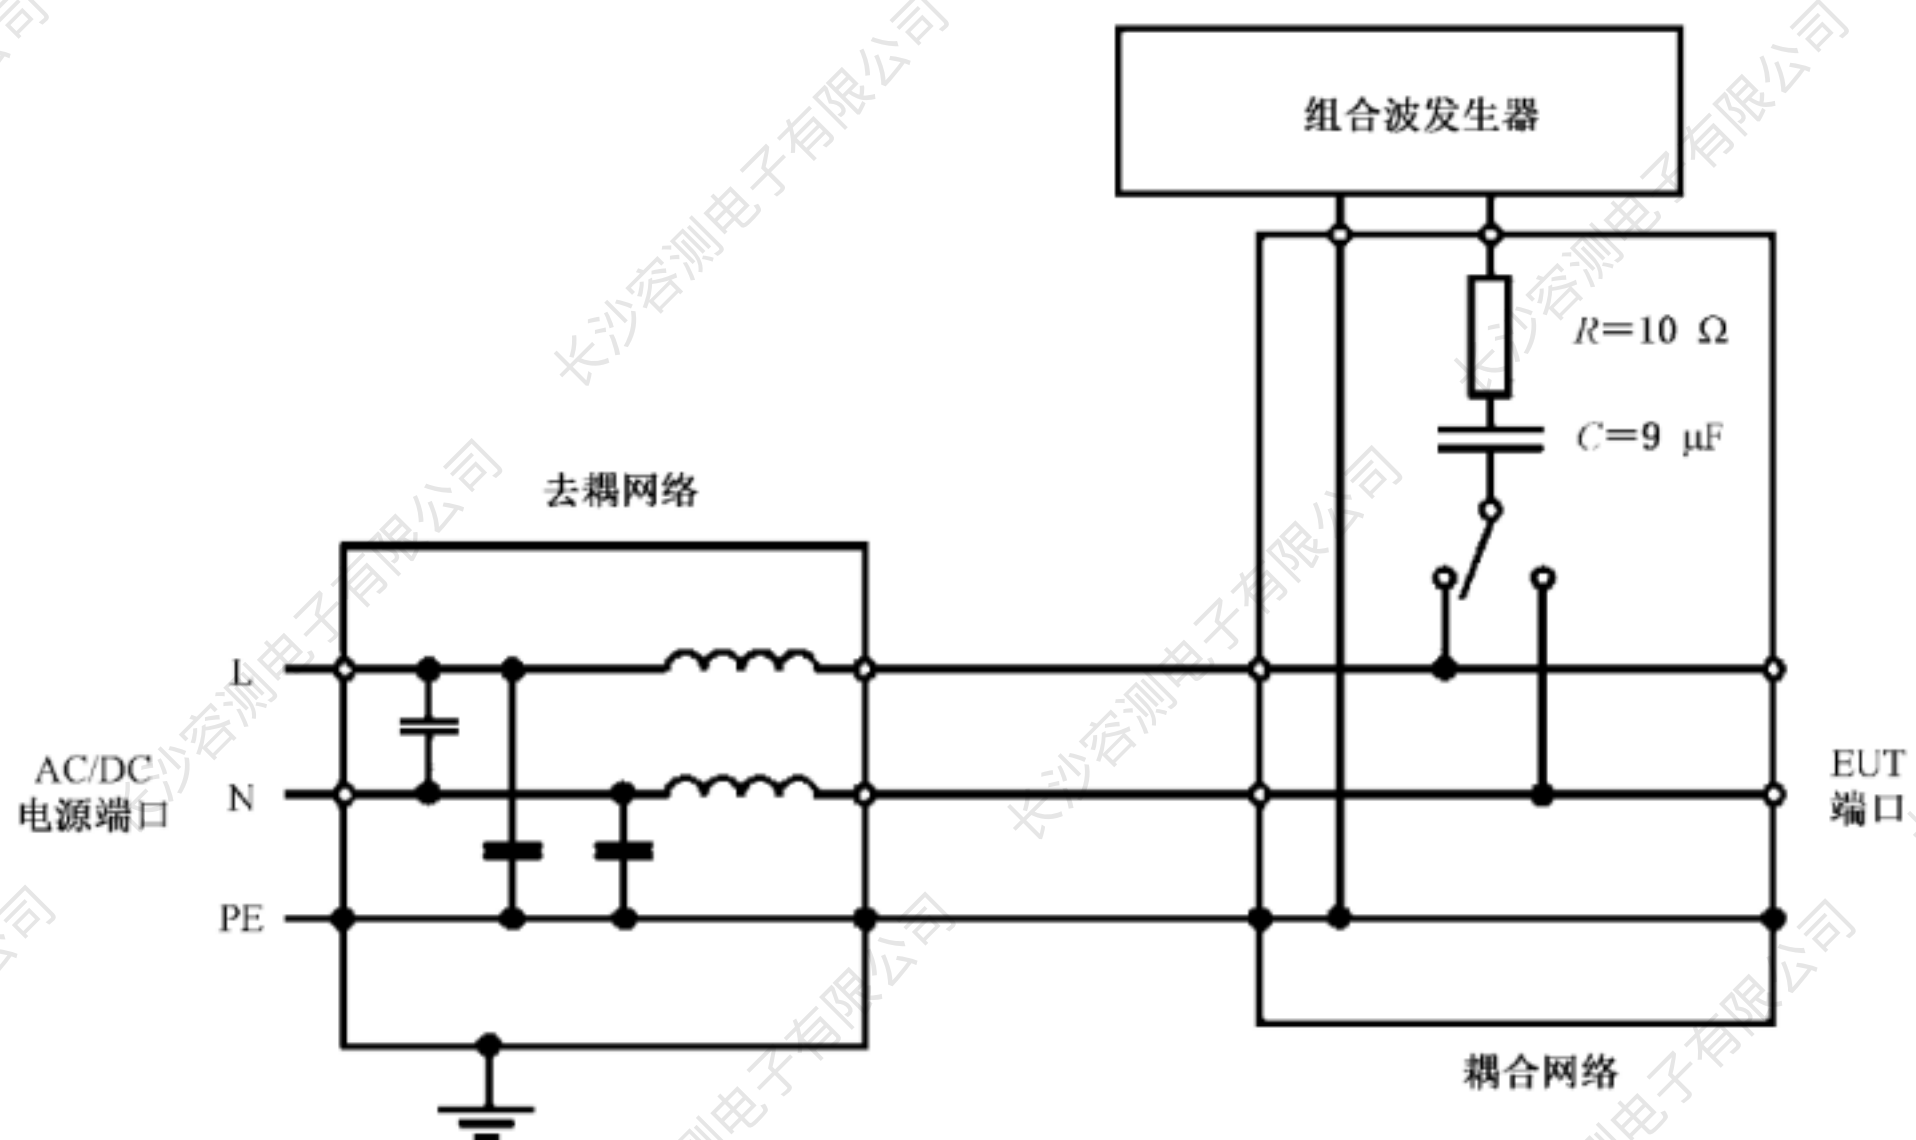 组合波发生器
R=10 Ω
C=9 μF
去耦网络
L
AC/DC
电源端口
N
EUT
端口
PE
耦合网络
长沙容测电子有限公司
长沙容测电子有限公司
长沙容测电子有限公司
长沙容测电子有限公司